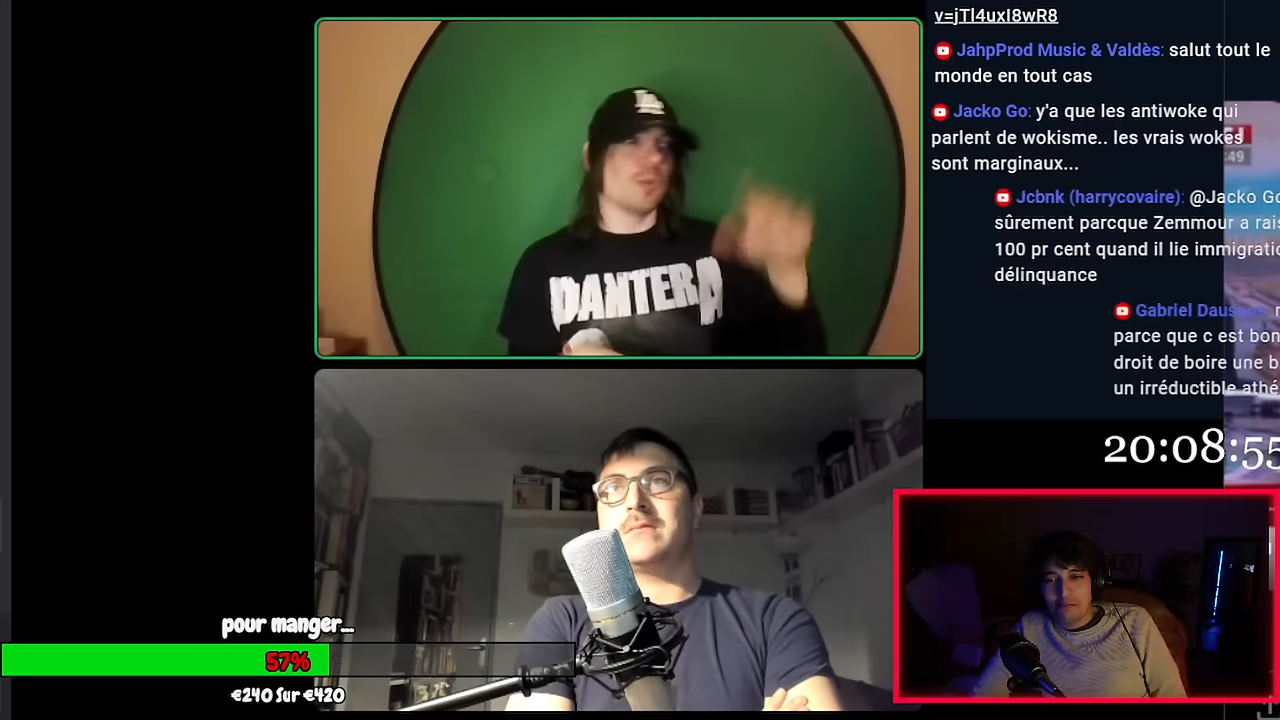 v=jTl4uxI8wR8
JahpProd Music & Valdès: salut tout le
monde en tout cas
Jacko Go: y'a que les antiwoke qui
parlent de wokisme.. les vrais wokes
sont marginaux...
Jcbnk (harrycovaire): @Jacko Go
sûrement parcque Zemmour a
100 pr cent quand il lie
délinquance
Gabriel
parce que c est bon
droit de boire une
un irréductible
:49
20:08:55
LA
PANTERA
pour manger...
57%
€240 Sur €420